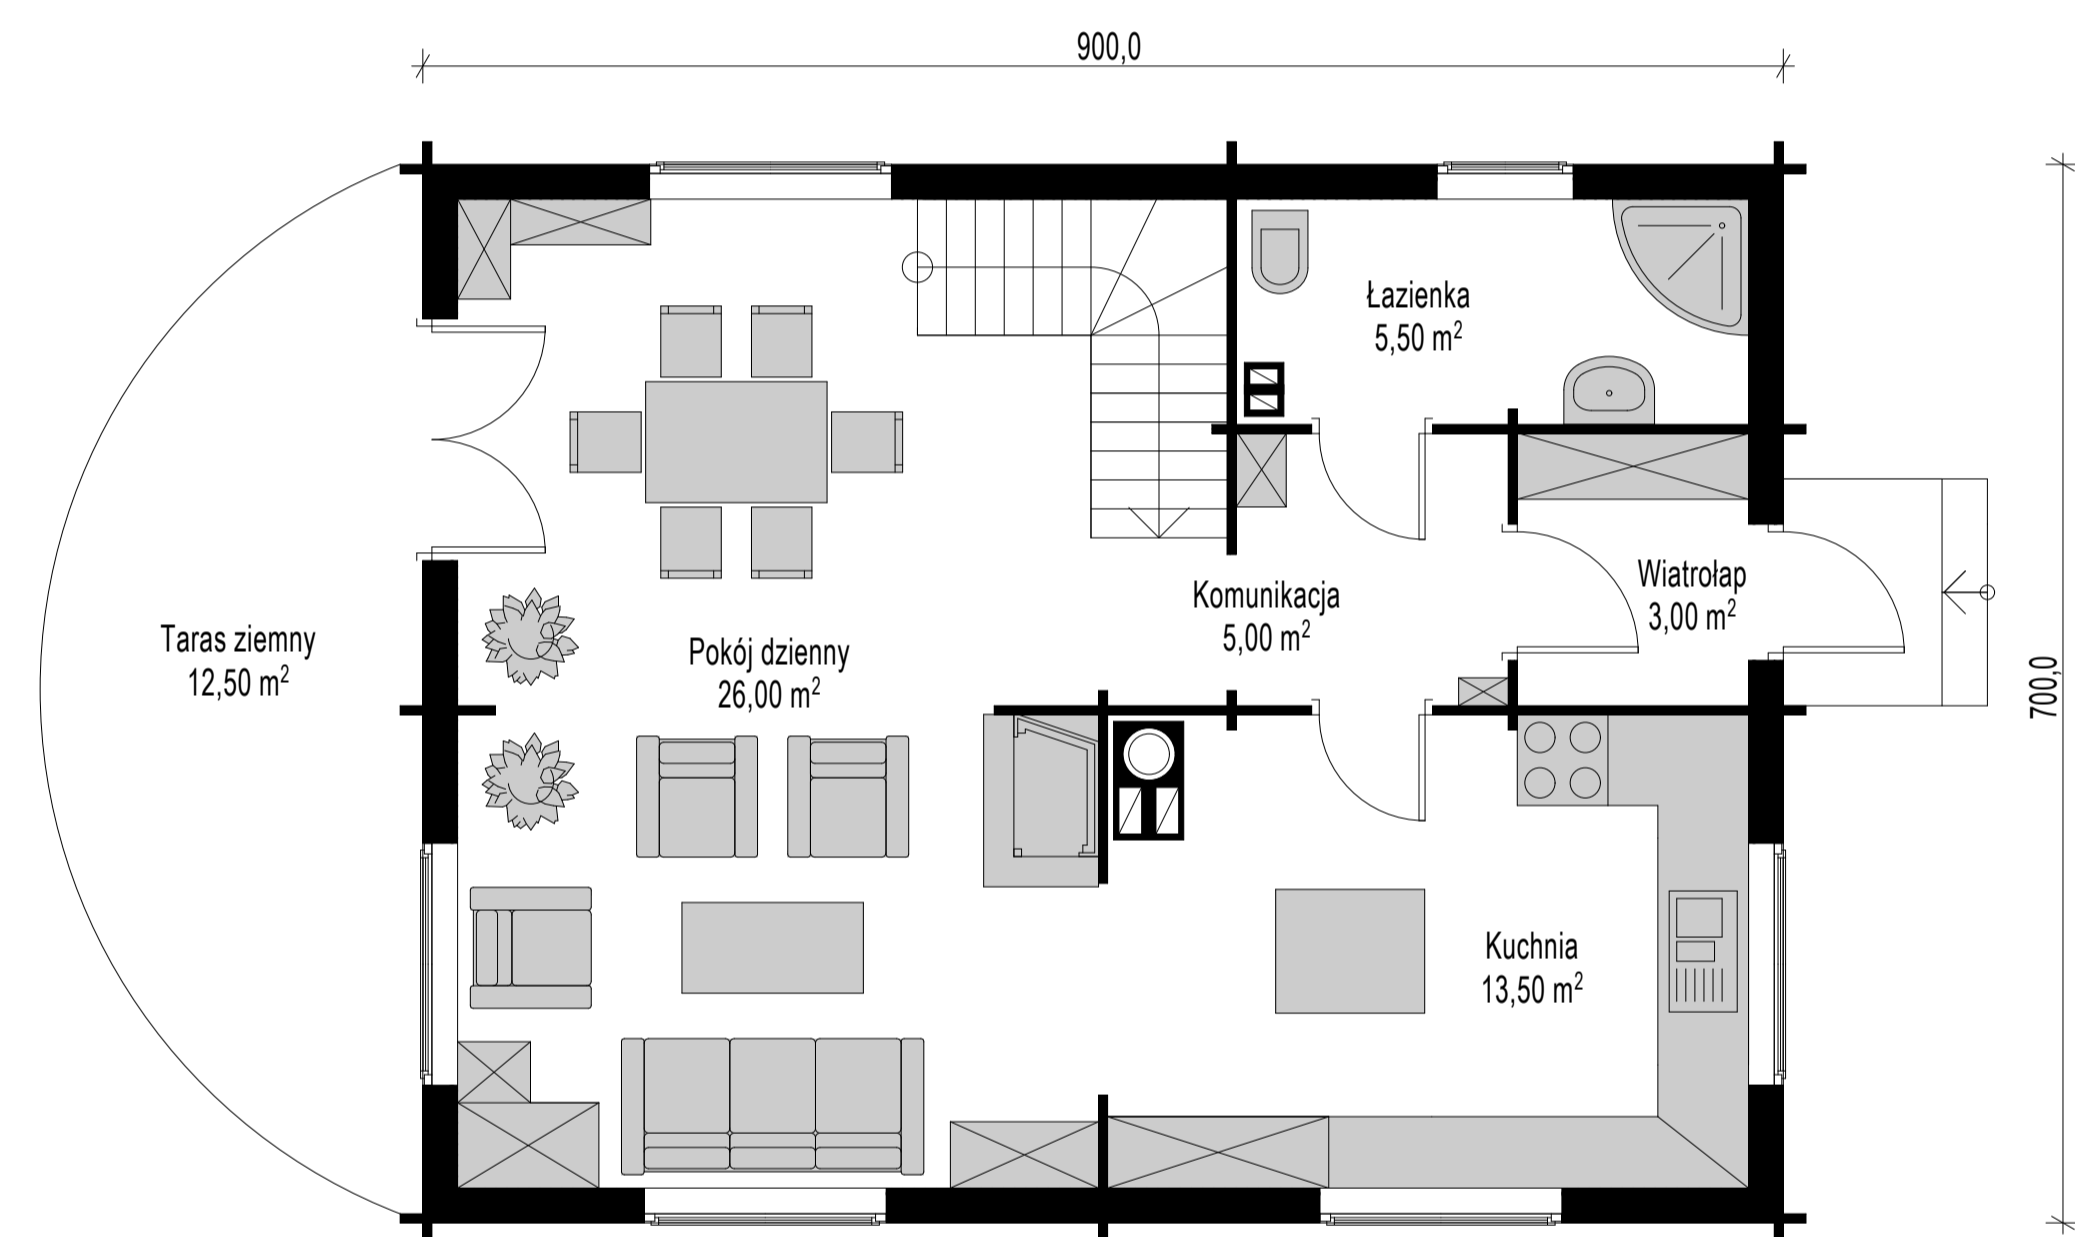 900,0
Łazienka
5,50 m²
Wiatrołap
3,00 m²
Komunikacja
5,00 m²
Taras ziemny
12,50 m²
Pokój dzienny
26,00 m²
700,0
Kuchnia
13,50 m²